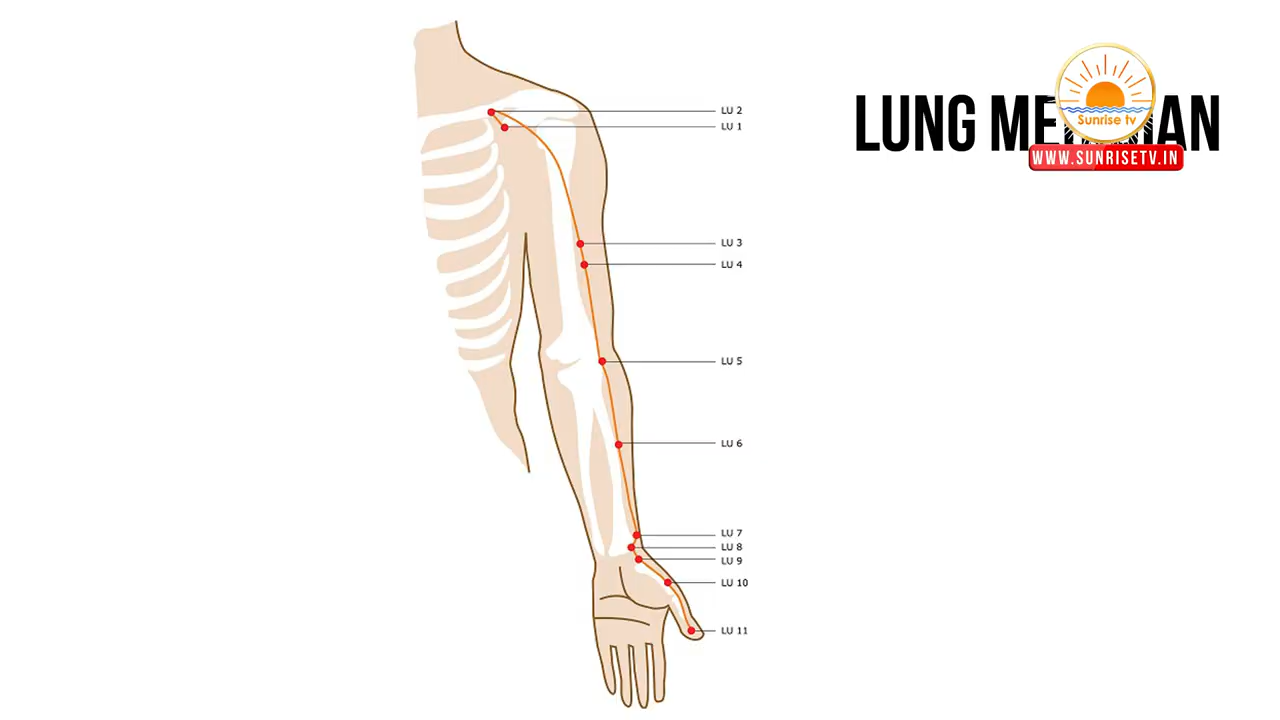 LUNG ME
AN
Sunrise tv
WWW.SUNRISETV.IN
LU 2
LU 1
LU 3
LU 4
LU 5
LU 6
LU 7
LU 8
LU 9
LU 10
LU 11